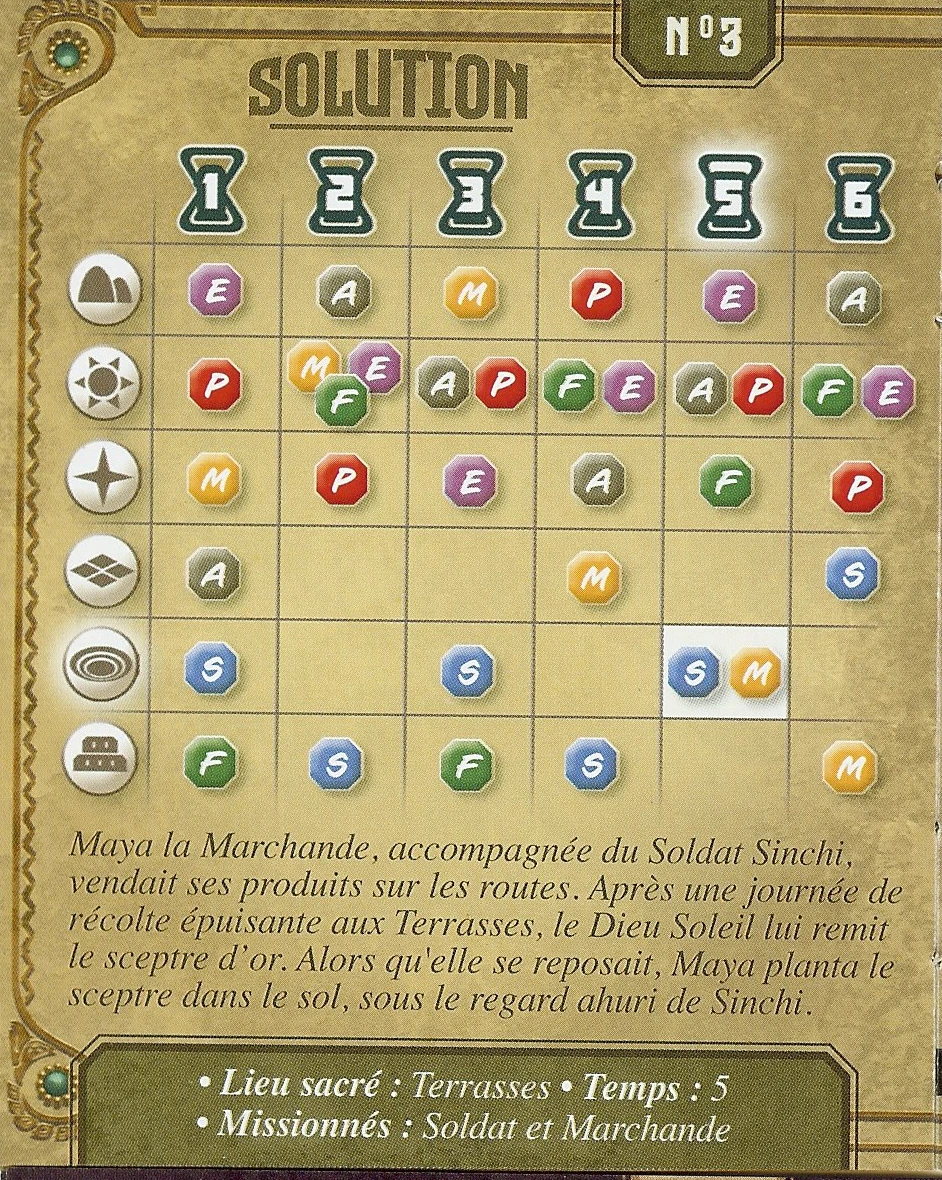 N°3
SOLUTION
1 2 3 4 5 6
E A M P E A
P M E F A P F E A P F E
M P E A F P
A M S
S S S M
F S F S M
Maya la Marchande, accompagnée du Soldat Sinchi,
vendait ses produits sur les routes. Après une journée de
récolte épuisante aux Terrasses, le Dieu Soleil lui remit
le sceptre d'or. Alors qu'elle se reposait, Maya planta le
sceptre dans le sol, sous le regard ahuri de Sinchi.
• Lieu sacré : Terrasses • Temps : 5
• Missionnés : Soldat et Marchande